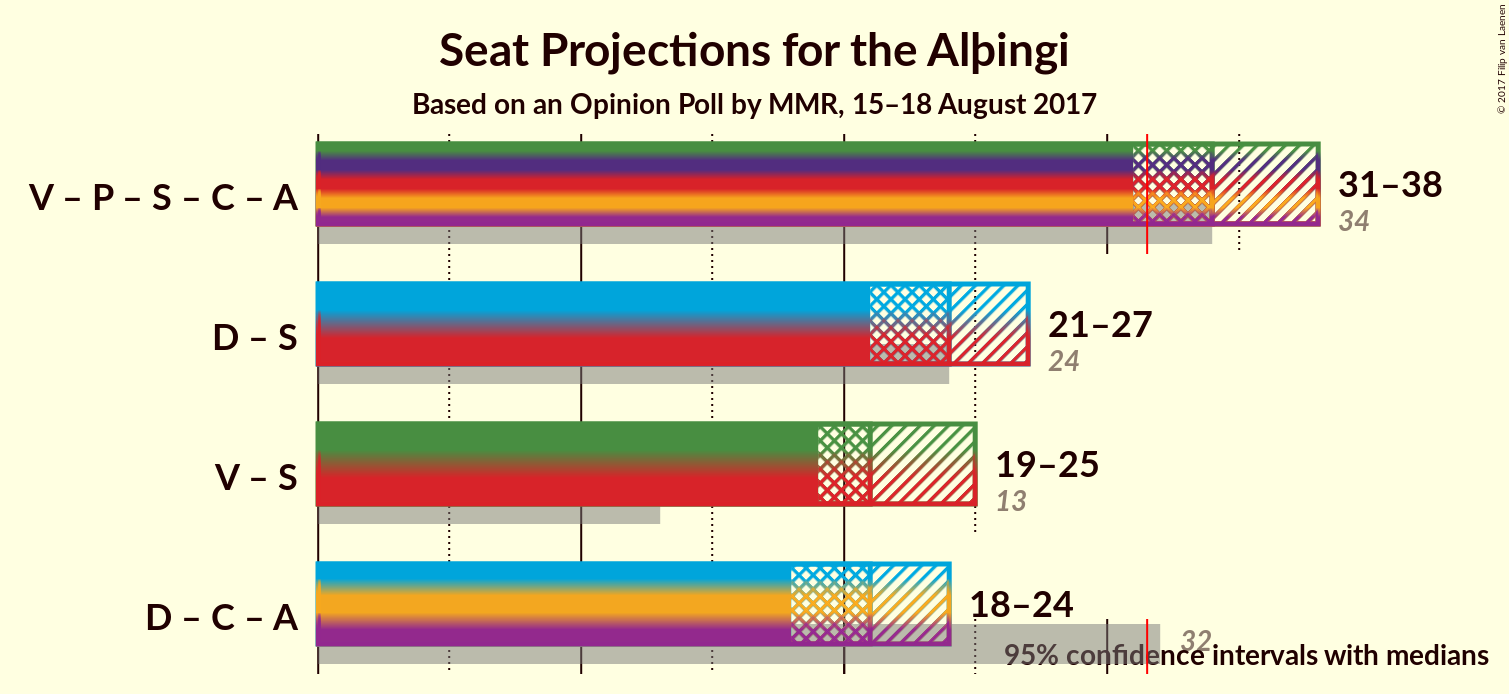 Seat Projections for the Alþingi
Based on an Opinion Poll by MMR, 15–18 August 2017
© 2017 Filip van Laenen
V – P – S – C – A
31–38
34
D – S
21–27
24
V – S
19–25
13
D – C – A
18–24
32
95% confidence intervals with medians